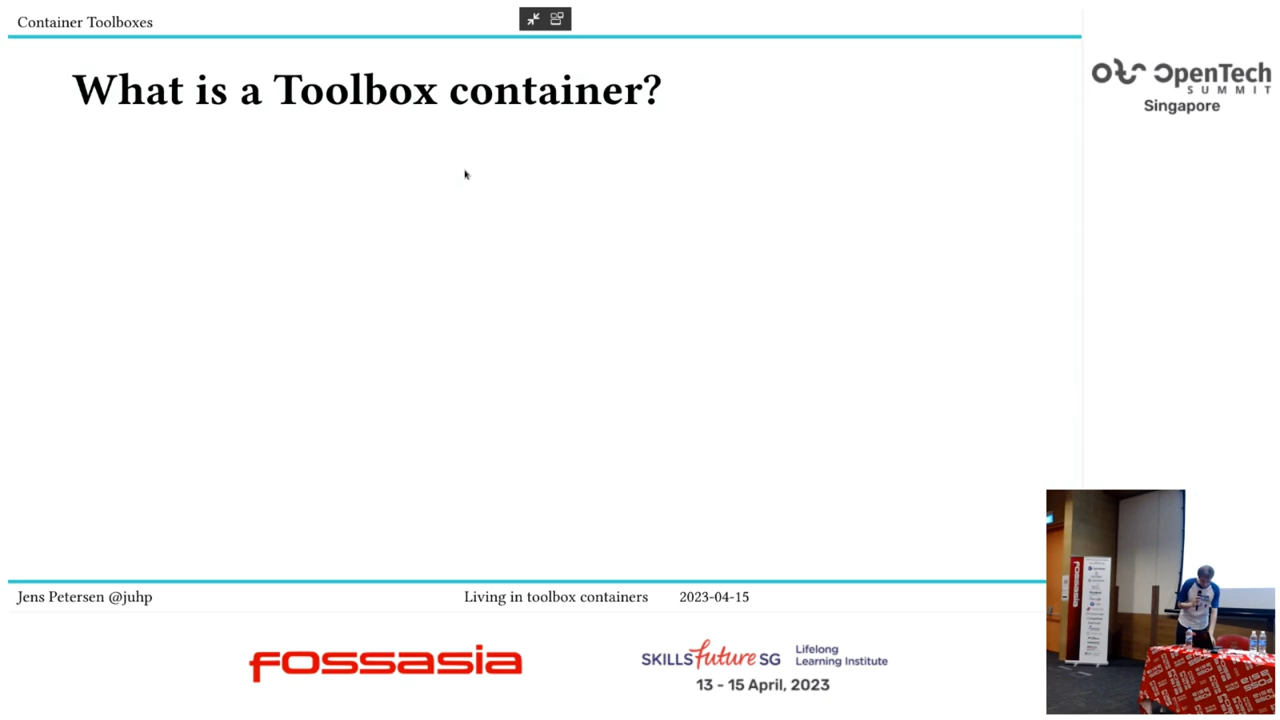 Container Toolboxes
What is a Toolbox container?
OpenTech
SUMMIT
Singapore
Jens Petersen @juhp
Living in toolbox containers
2023-04-15
fossasia
SKILLSfuture SG
Lifelong
Learning Institute
13 - 15 April, 2023
fossasia